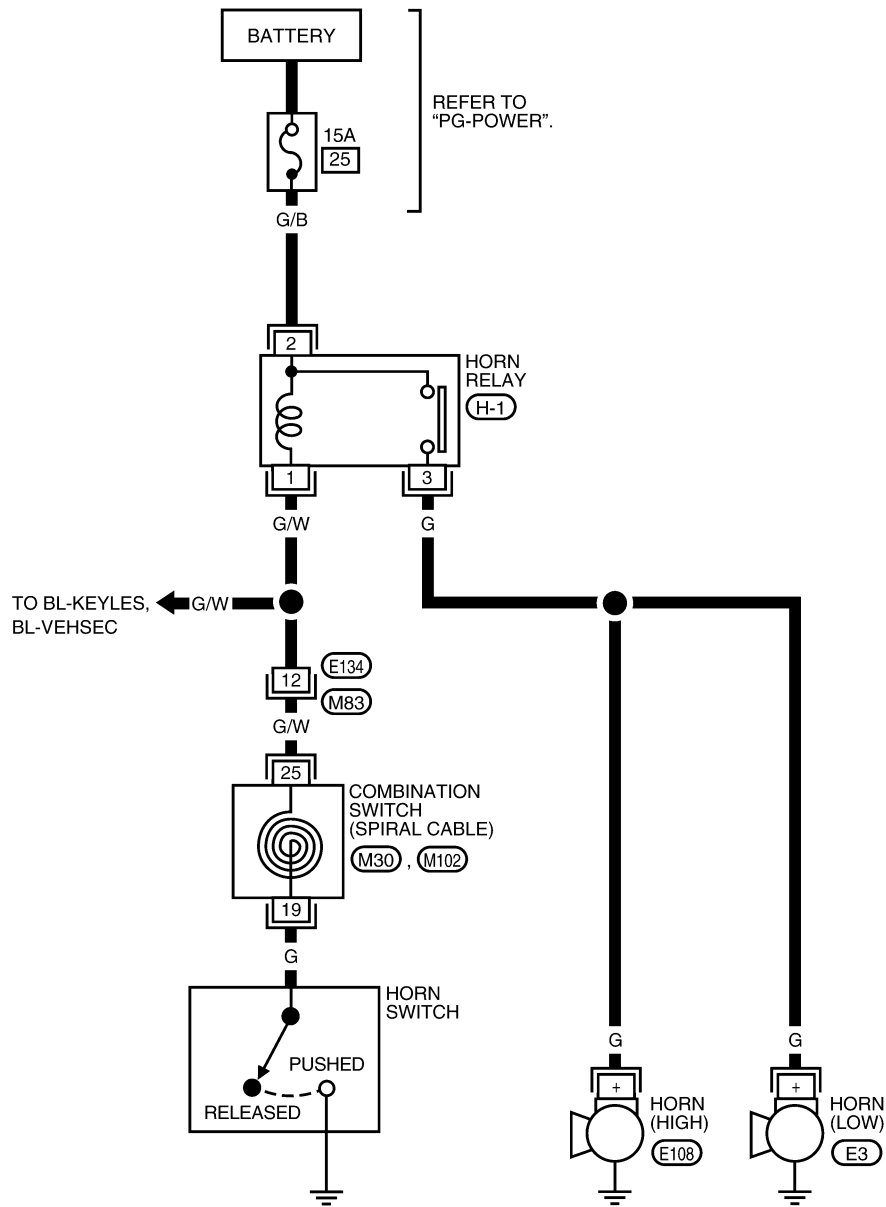 BATTERY
REFER TO
“PG-POWER”.
15A
25
G/B
2
HORN
RELAY
H-1
1
3
G/W
G
TO BL-KEYLES,
BL-VEHSEC
G/W
12
E134
M83
G/W
25
COMBINATION
SWITCH
(SPIRAL CABLE)
M30 , M102
19
G
HORN
SWITCH
PUSHED
RELEASED
G
G
+
+
HORN
(HIGH)
E108
HORN
(LOW)
E3